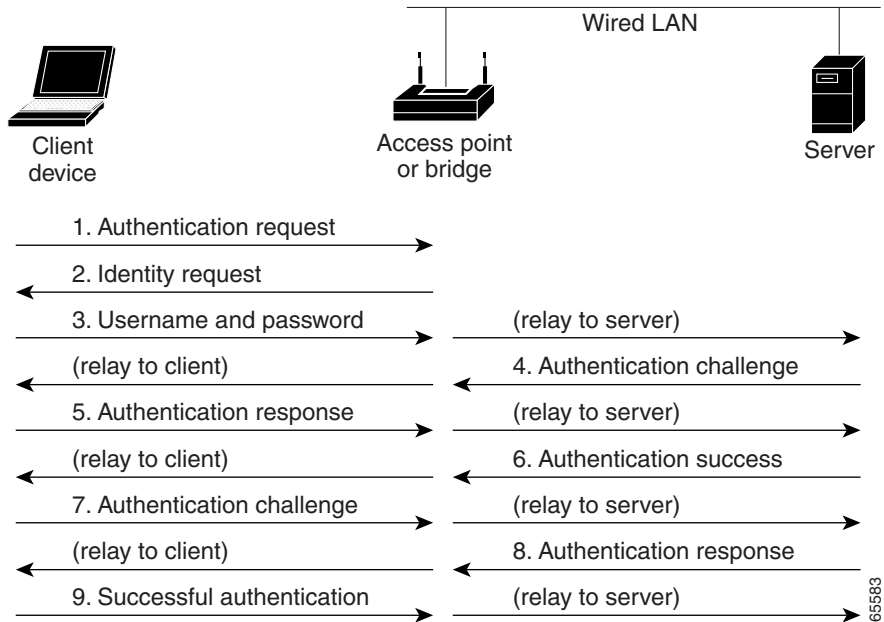 Wired LAN
Client
device
Access point
or bridge
Server
1. Authentication request
2. Identity request
3. Username and password
(relay to server)
(relay to client)
4. Authentication challenge
5. Authentication response
(relay to server)
(relay to client)
6. Authentication success
7. Authentication challenge
(relay to server)
(relay to client)
8. Authentication response
9. Successful authentication
(relay to server)
65583